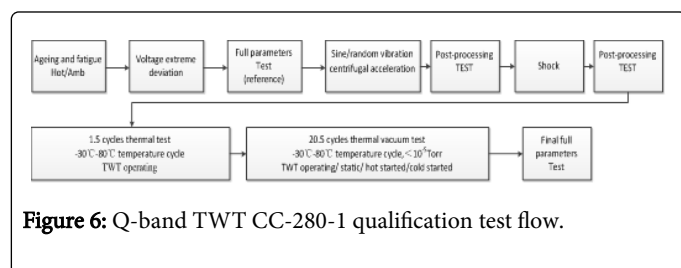 Ageing and fatigue
Hot/Amb
Voltage extreme
deviation
Full parameters
Test
(reference)
Sine/random vibration
centrifugal acceleration
Post-processing
TEST
Shock
Post-processing
TEST
1.5 cycles thermal test
-30℃-80℃ temperature cycle
TWT operating
20.5 cycles thermal vacuum test
-30℃-80℃ temperature cycle,<10⁻⁵Torr
TWT operating/ static/ hot started/cold started
Final full
parameters
Test
Figure 6: Q-band TWT CC-280-1 qualification test flow.